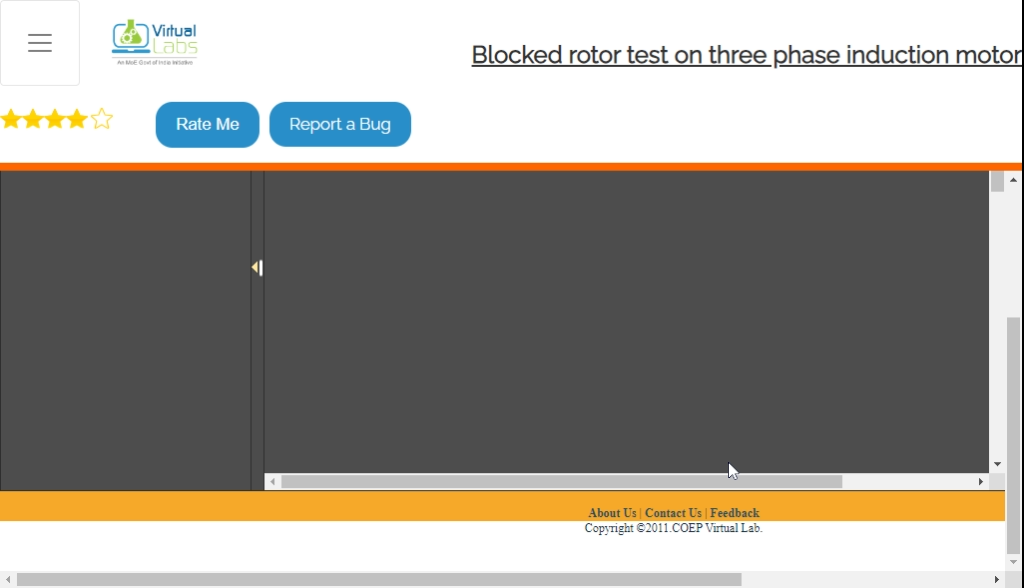 Virtual
Labs
An MoE Govt of India Initiative
Blocked rotor test on three phase induction motor
Rate Me
Report a Bug
About Us | Contact Us | Feedback
Copyright ©2011.COEP Virtual Lab.